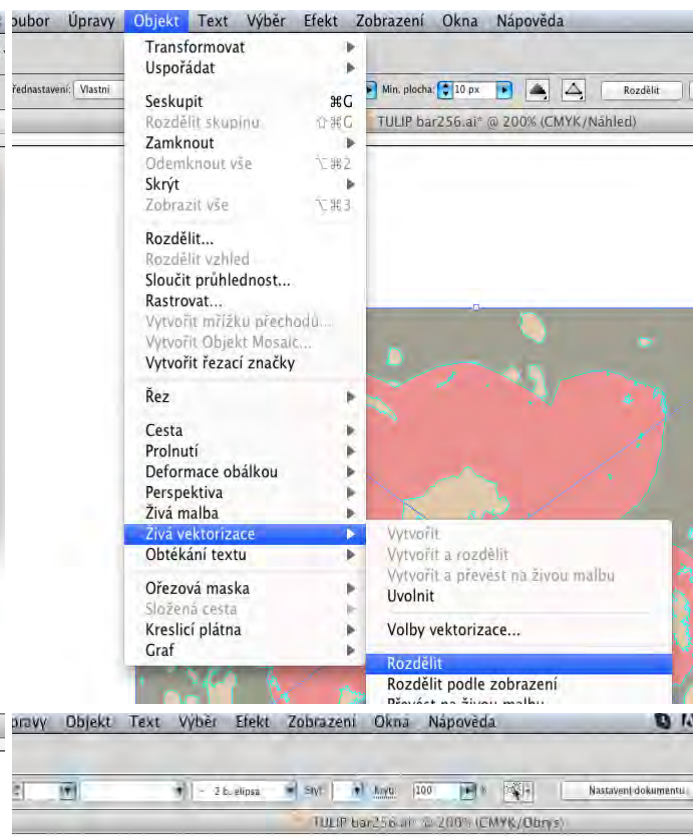 oubor Úpravy Objekt Text Výběr Efekt Zobrazení Okna Nápověda
řednastavení: Vlastní
Min. plocha: 10 px
Rozdělit
TULIP bar256.ai* @ 200% (CMYK/Náhled)
Transformovat
Uspořádat
Seskupit ⌘G
Rozdělit skupinu ⇧⌘G
Zamknout
Odemknout vše ⌥⌘2
Skrýt
Zobrazit vše ⌥⌘3
Rozdělit...
Rozdělit vzhled
Sloučit průhlednost...
Rastrovat...
Vytvořit mřížku přechodu...
Vytvořit Objekt Mosaic...
Vytvořit řezací značky
Řez
Cesta
Prolnutí
Deformace obálkou
Perspektiva
Živá malba
Živá vektorizace
Obtékání textu
Ořezová maska
Složená cesta
Kreslicí plátna
Graf
Vytvořit
Vytvořit a rozdělit
Vytvořit a převést na živou malbu
Uvolnit
Volby vektorizace...
Rozdělit
Rozdělit podle zobrazení
Převést na živou malbu
pravy Objekt Text Výběr Efekt Zobrazení Okna Nápověda
2 b. elipsa Styl: Krytí: 100 % Nastavení dokumentu
TULIP bar256.ai* @ 200% (CMYK/Obrys)